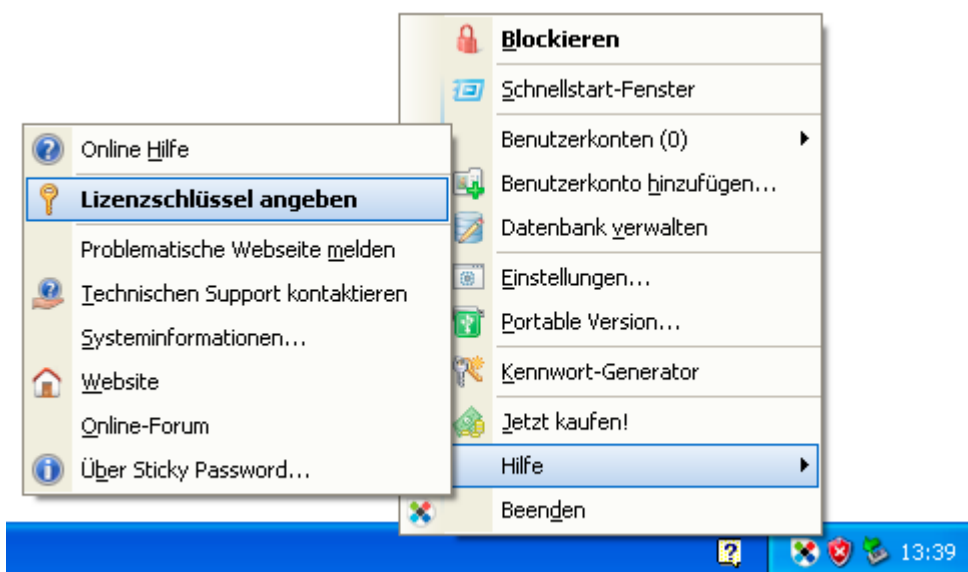 Blockieren
Schnellstart-Fenster
Benutzerkonten (0)
Benutzerkonto hinzufügen...
Datenbank verwalten
Einstellungen...
Portable Version...
Kennwort-Generator
Jetzt kaufen!
Hilfe
Beenden
Online Hilfe
Lizenzschlüssel angeben
Problematische Webseite melden
Technischen Support kontaktieren
Systeminformationen...
Website
Online-Forum
Über Sticky Password...
13:39